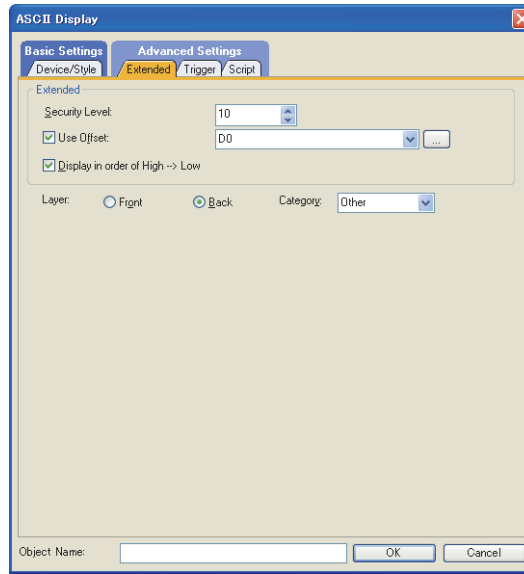 ASCII Display
Basic Settings Advanced Settings
Device/Style Extended Trigger Script
Extended
Security Level: 10
Use Offset: D0 ...
Display in order of High --> Low
Layer: Front Back Category: Other
Object Name: OK Cancel